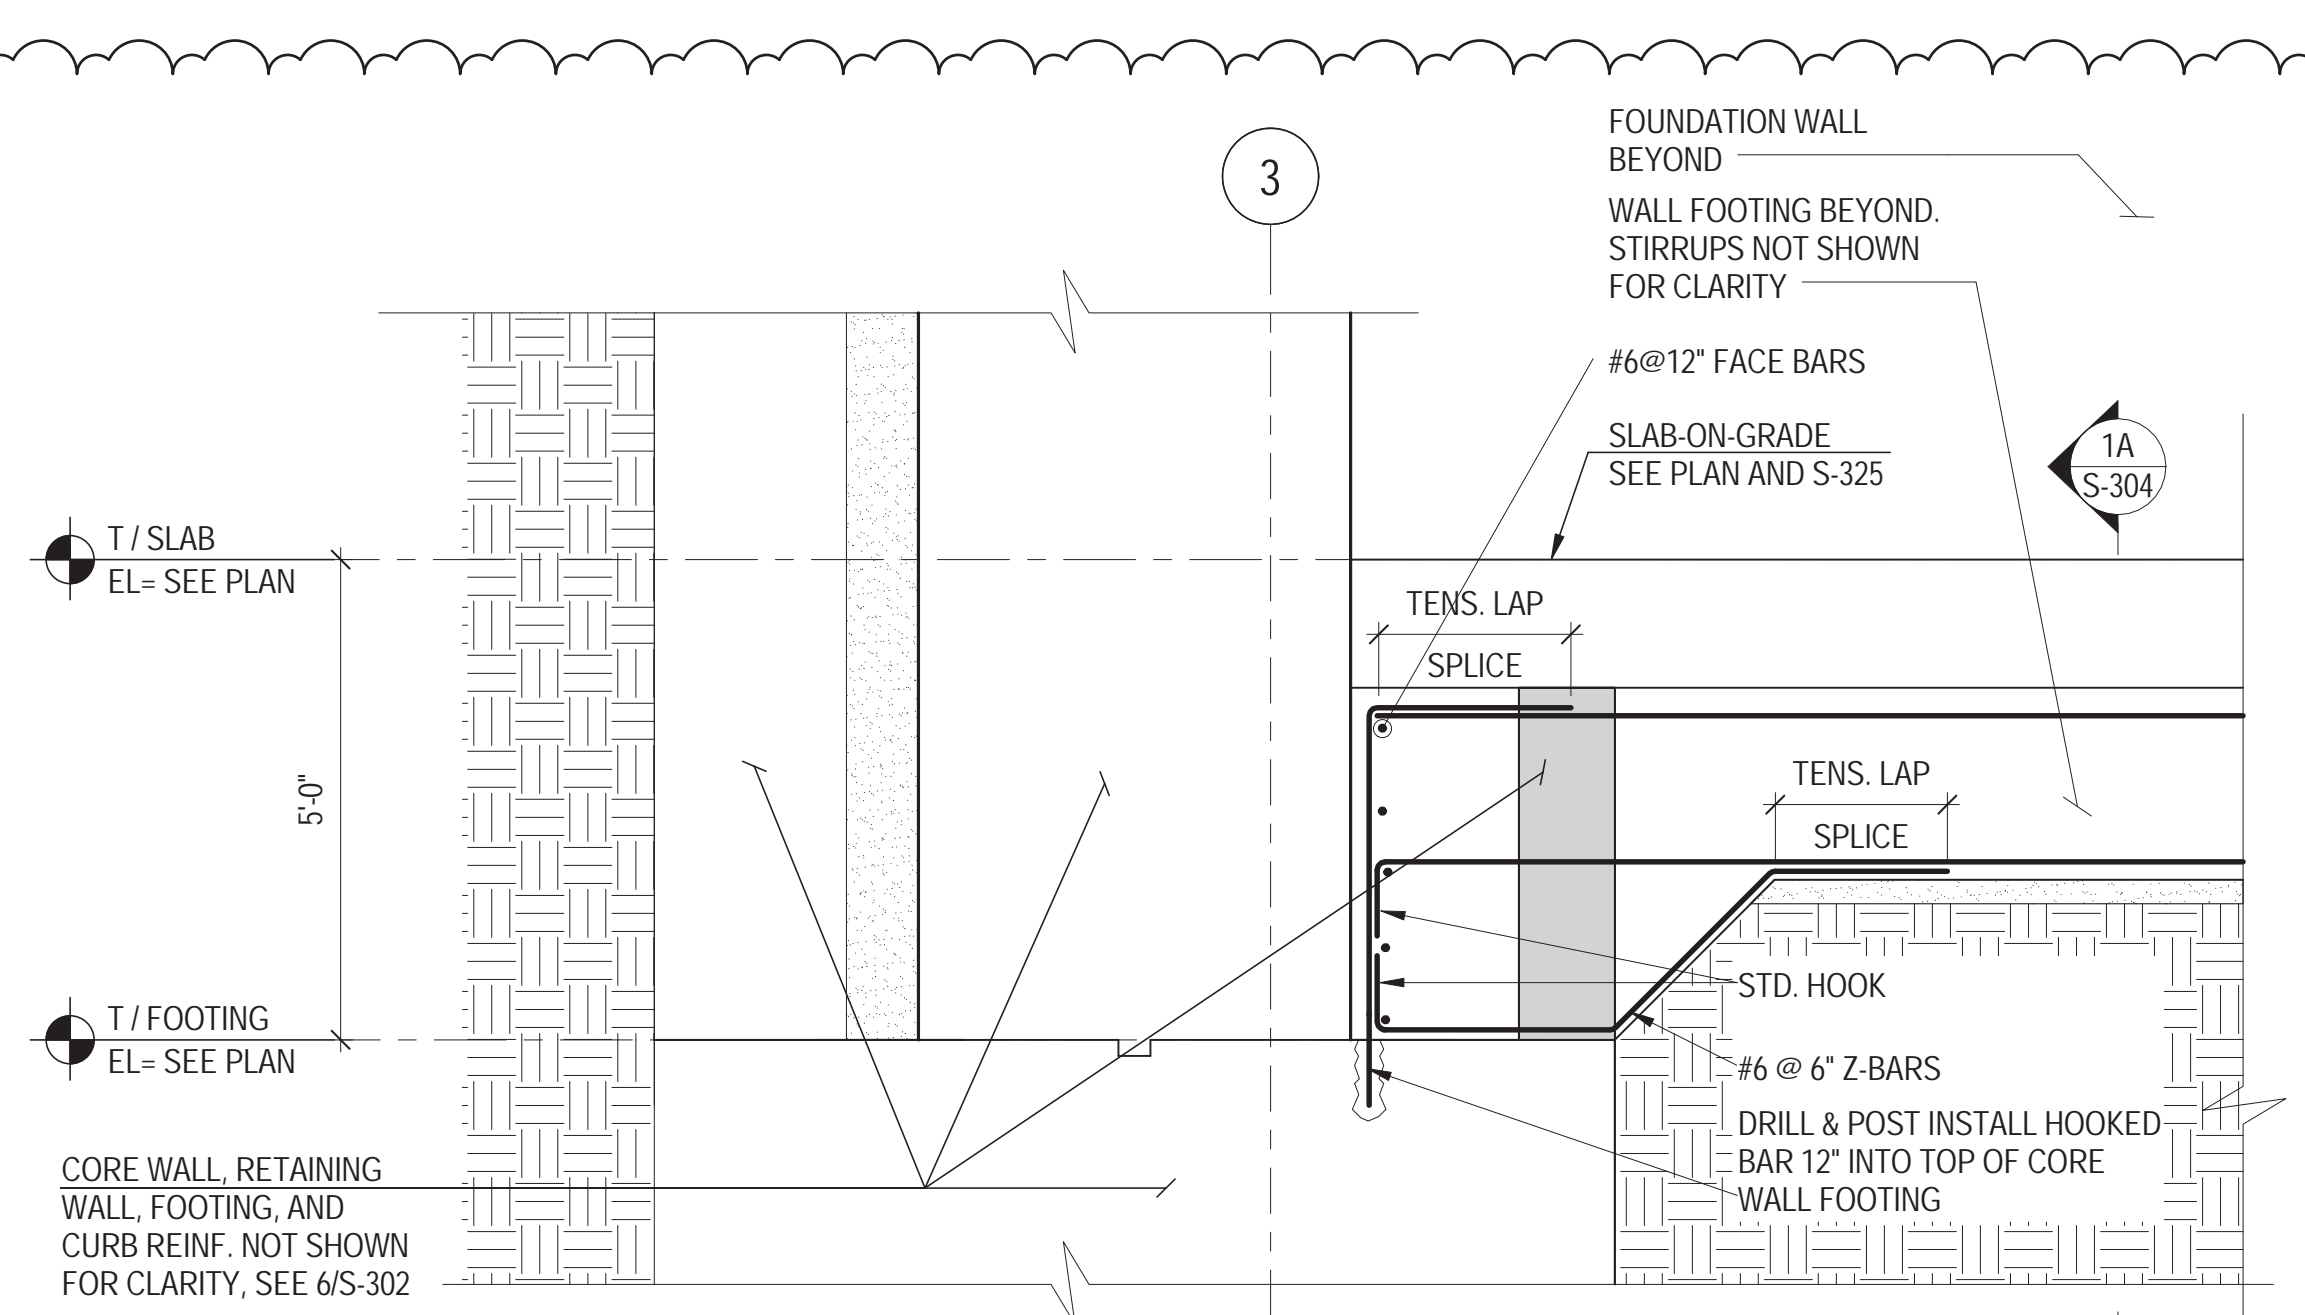 FOUNDATION WALL
BEYOND
3
WALL FOOTING BEYOND.
STIRRUPS NOT SHOWN
FOR CLARITY
#6@12" FACE BARS
SLAB-ON-GRADE
SEE PLAN AND S-325
1A
S-304
T / SLAB
EL= SEE PLAN
TENS. LAP
SPLICE
5'-0"
TENS. LAP
SPLICE
STD. HOOK
T / FOOTING
EL= SEE PLAN
#6 @ 6" Z-BARS
DRILL & POST INSTALL HOOKED
BAR 12" INTO TOP OF CORE
WALL FOOTING
CORE WALL, RETAINING
WALL, FOOTING, AND
CURB REINF. NOT SHOWN
FOR CLARITY, SEE 6/S-302